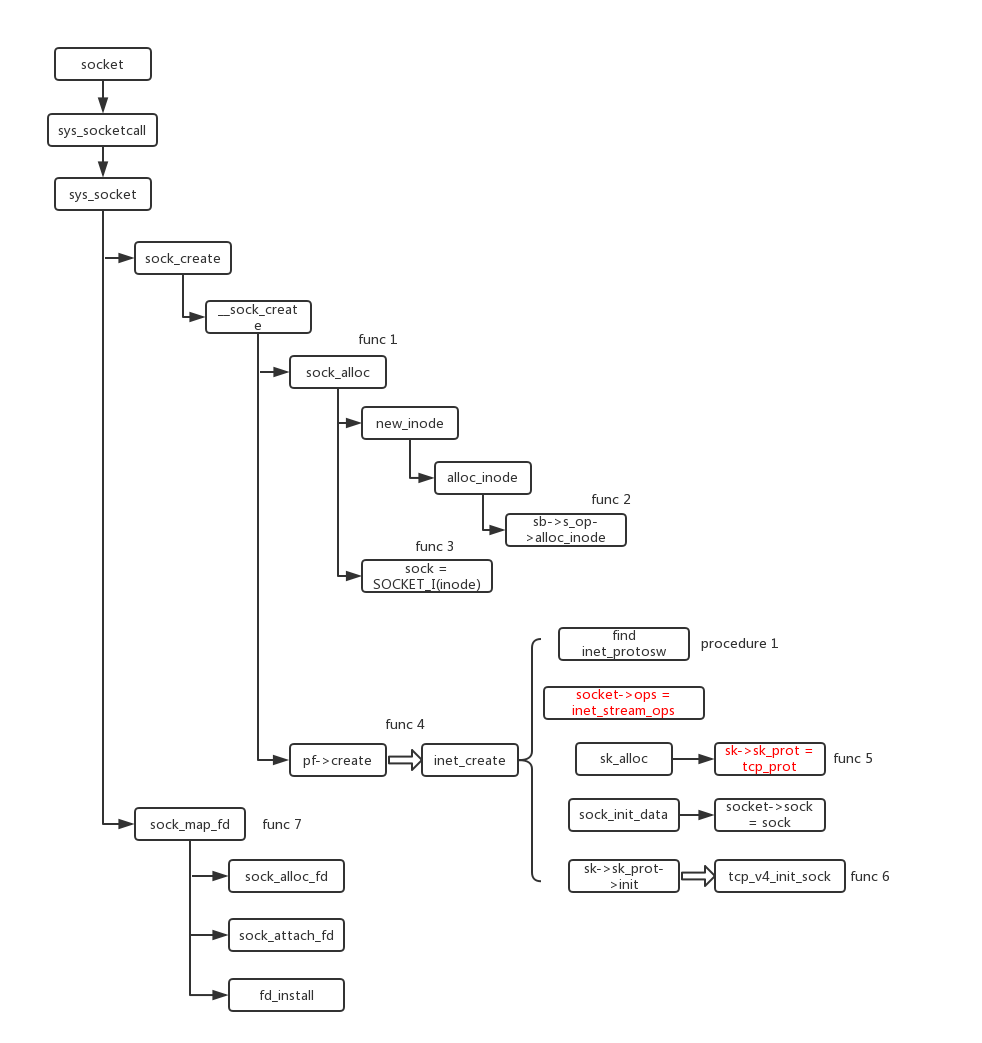 socket
sys_socketcall
sys_socket
sock_create
__sock_creat
e
func 1
sock_alloc
new_inode
alloc_inode
func 2
sb->s_op-
>alloc_inode
func 3
sock =
SOCKET_I(inode)
find
inet_protosw
procedure 1
socket->ops =
inet_stream_ops
func 4
pf->create
inet_create
sk_alloc
sk->sk_prot =
tcp_prot
func 5
sock_init_data
socket->sock
= sock
sock_map_fd
func 7
sk->sk_prot-
>init
tcp_v4_init_sock
func 6
sock_alloc_fd
sock_attach_fd
fd_install